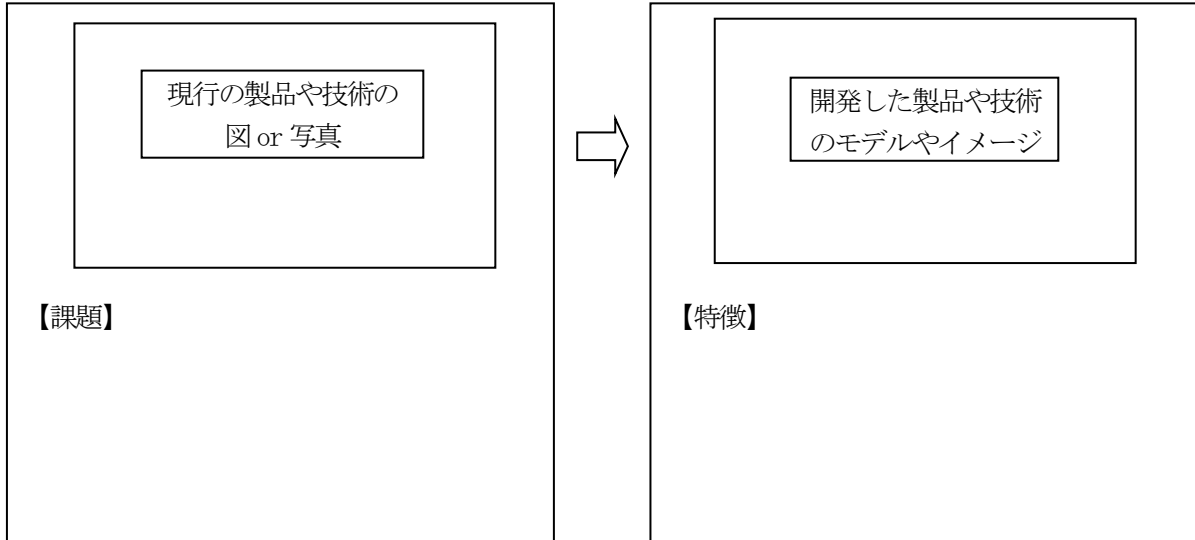 現行の製品や技術の
図 or 写真
【課題】
開発した製品や技術
のモデルやイメージ
【特徴】